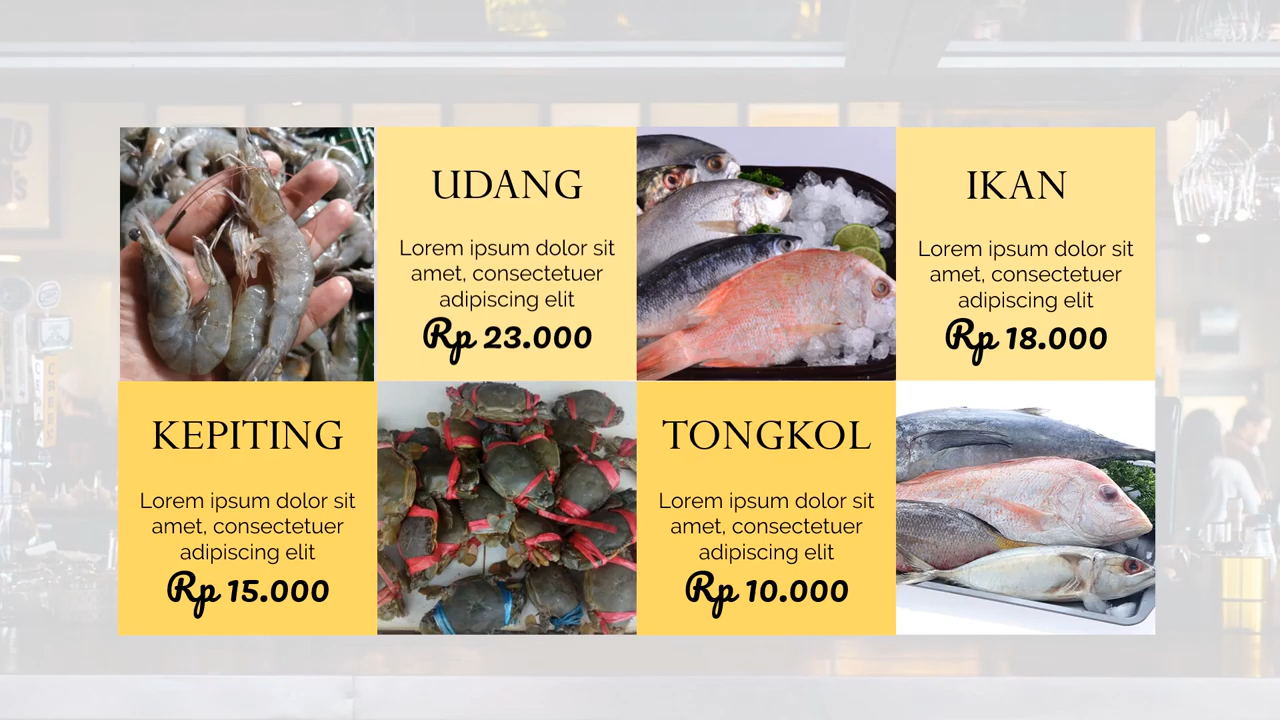 UDANG
Lorem ipsum dolor sit
amet, consectetuer
adipiscing elit
Rp 23.000
IKAN
Lorem ipsum dolor sit
amet, consectetuer
adipiscing elit
Rp 18.000
KEPITING
Lorem ipsum dolor sit
amet, consectetuer
adipiscing elit
Rp 15.000
TONGKOL
Lorem ipsum dolor sit
amet, consectetuer
adipiscing elit
Rp 10.000